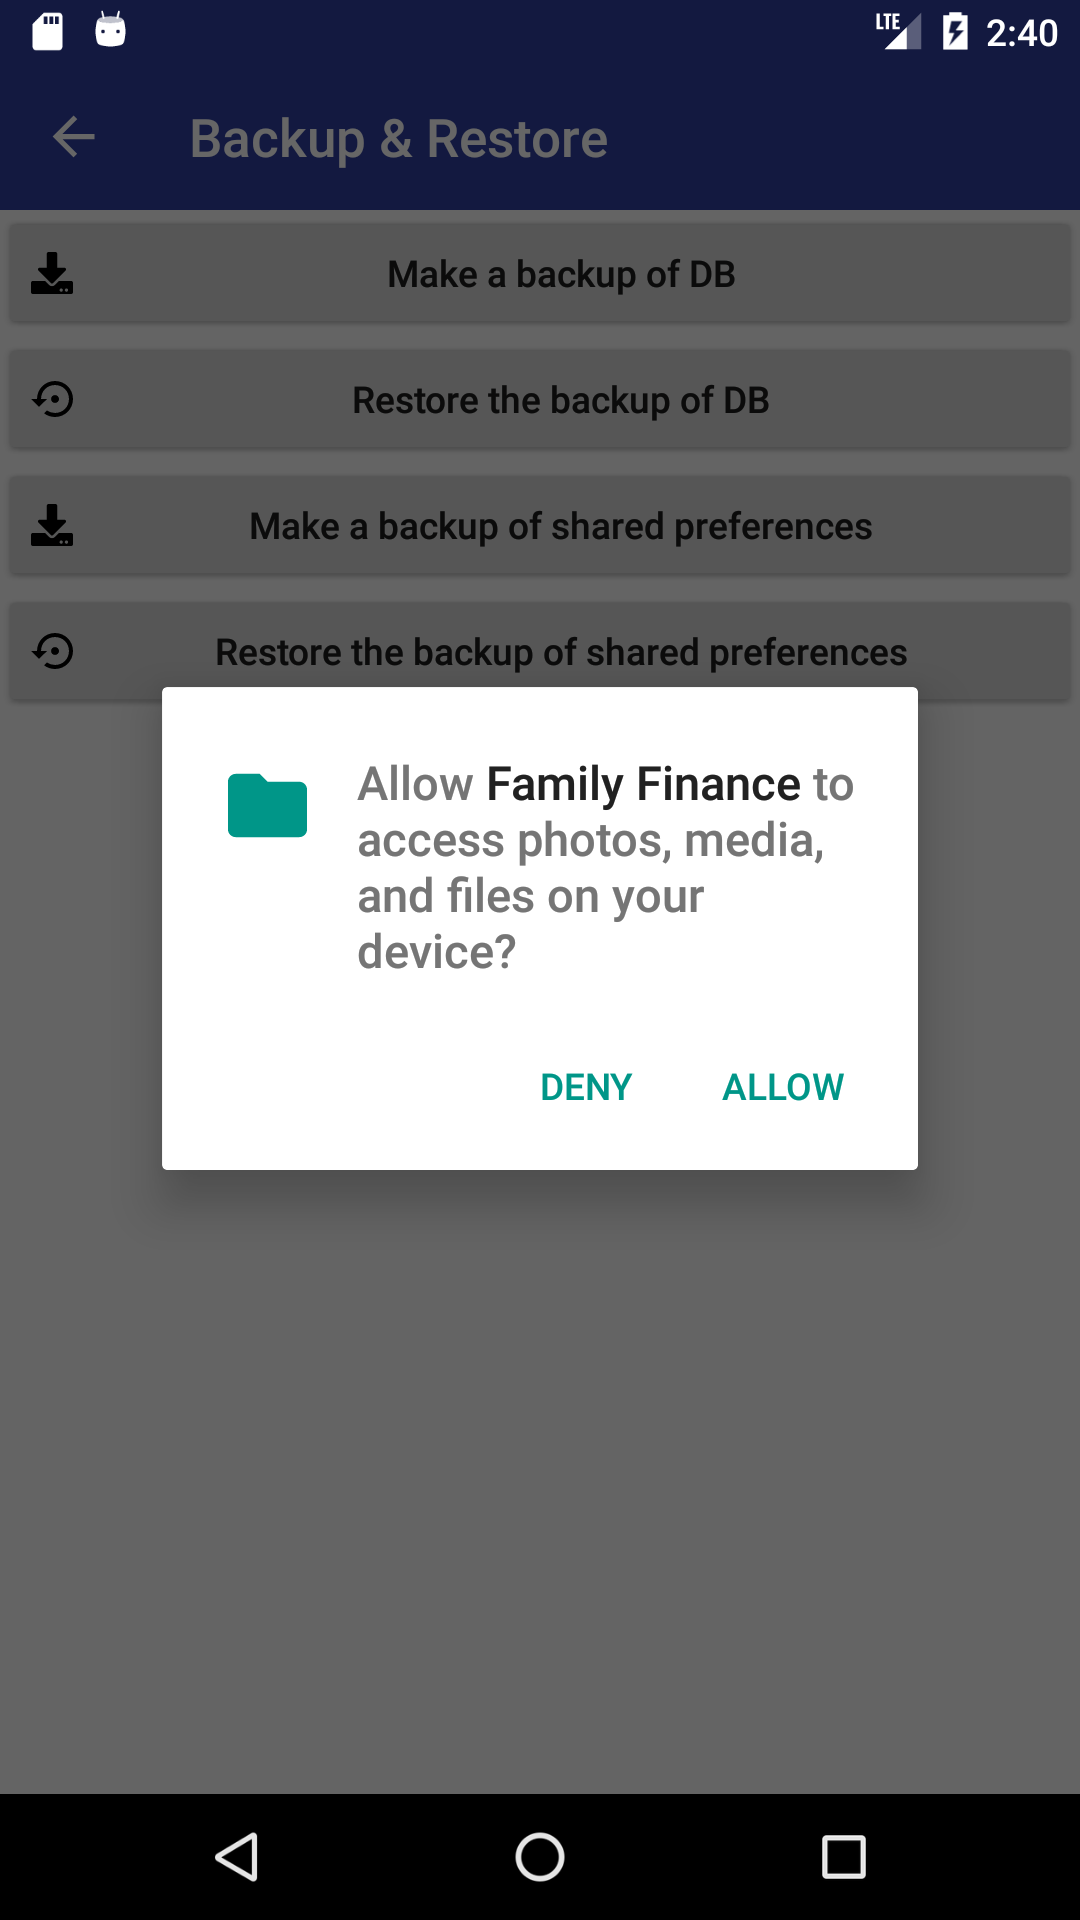 LTE 2:40
Backup & Restore
Make a backup of DB
Restore the backup of DB
Make a backup of shared preferences
Restore the backup of shared preferences
Allow Family Finance to
access photos, media,
and files on your
device?
DENY ALLOW